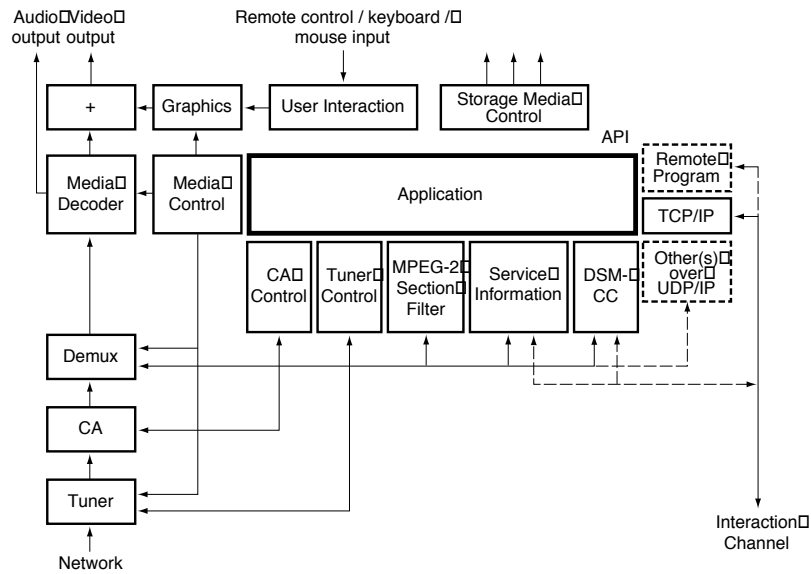 Audio Video
output output
Remote control / keyboard /
mouse input
+
Graphics
User Interaction
Storage Media
Control
API
Media
Decoder
Media
Control
Application
Remote
Program
TCP/IP
CA
Control
Tuner
Control
MPEG-2
Section
Filter
Service
Information
DSM-
CC
Other(s)
over
UDP/IP
Demux
CA
Tuner
Network
Interaction
Channel